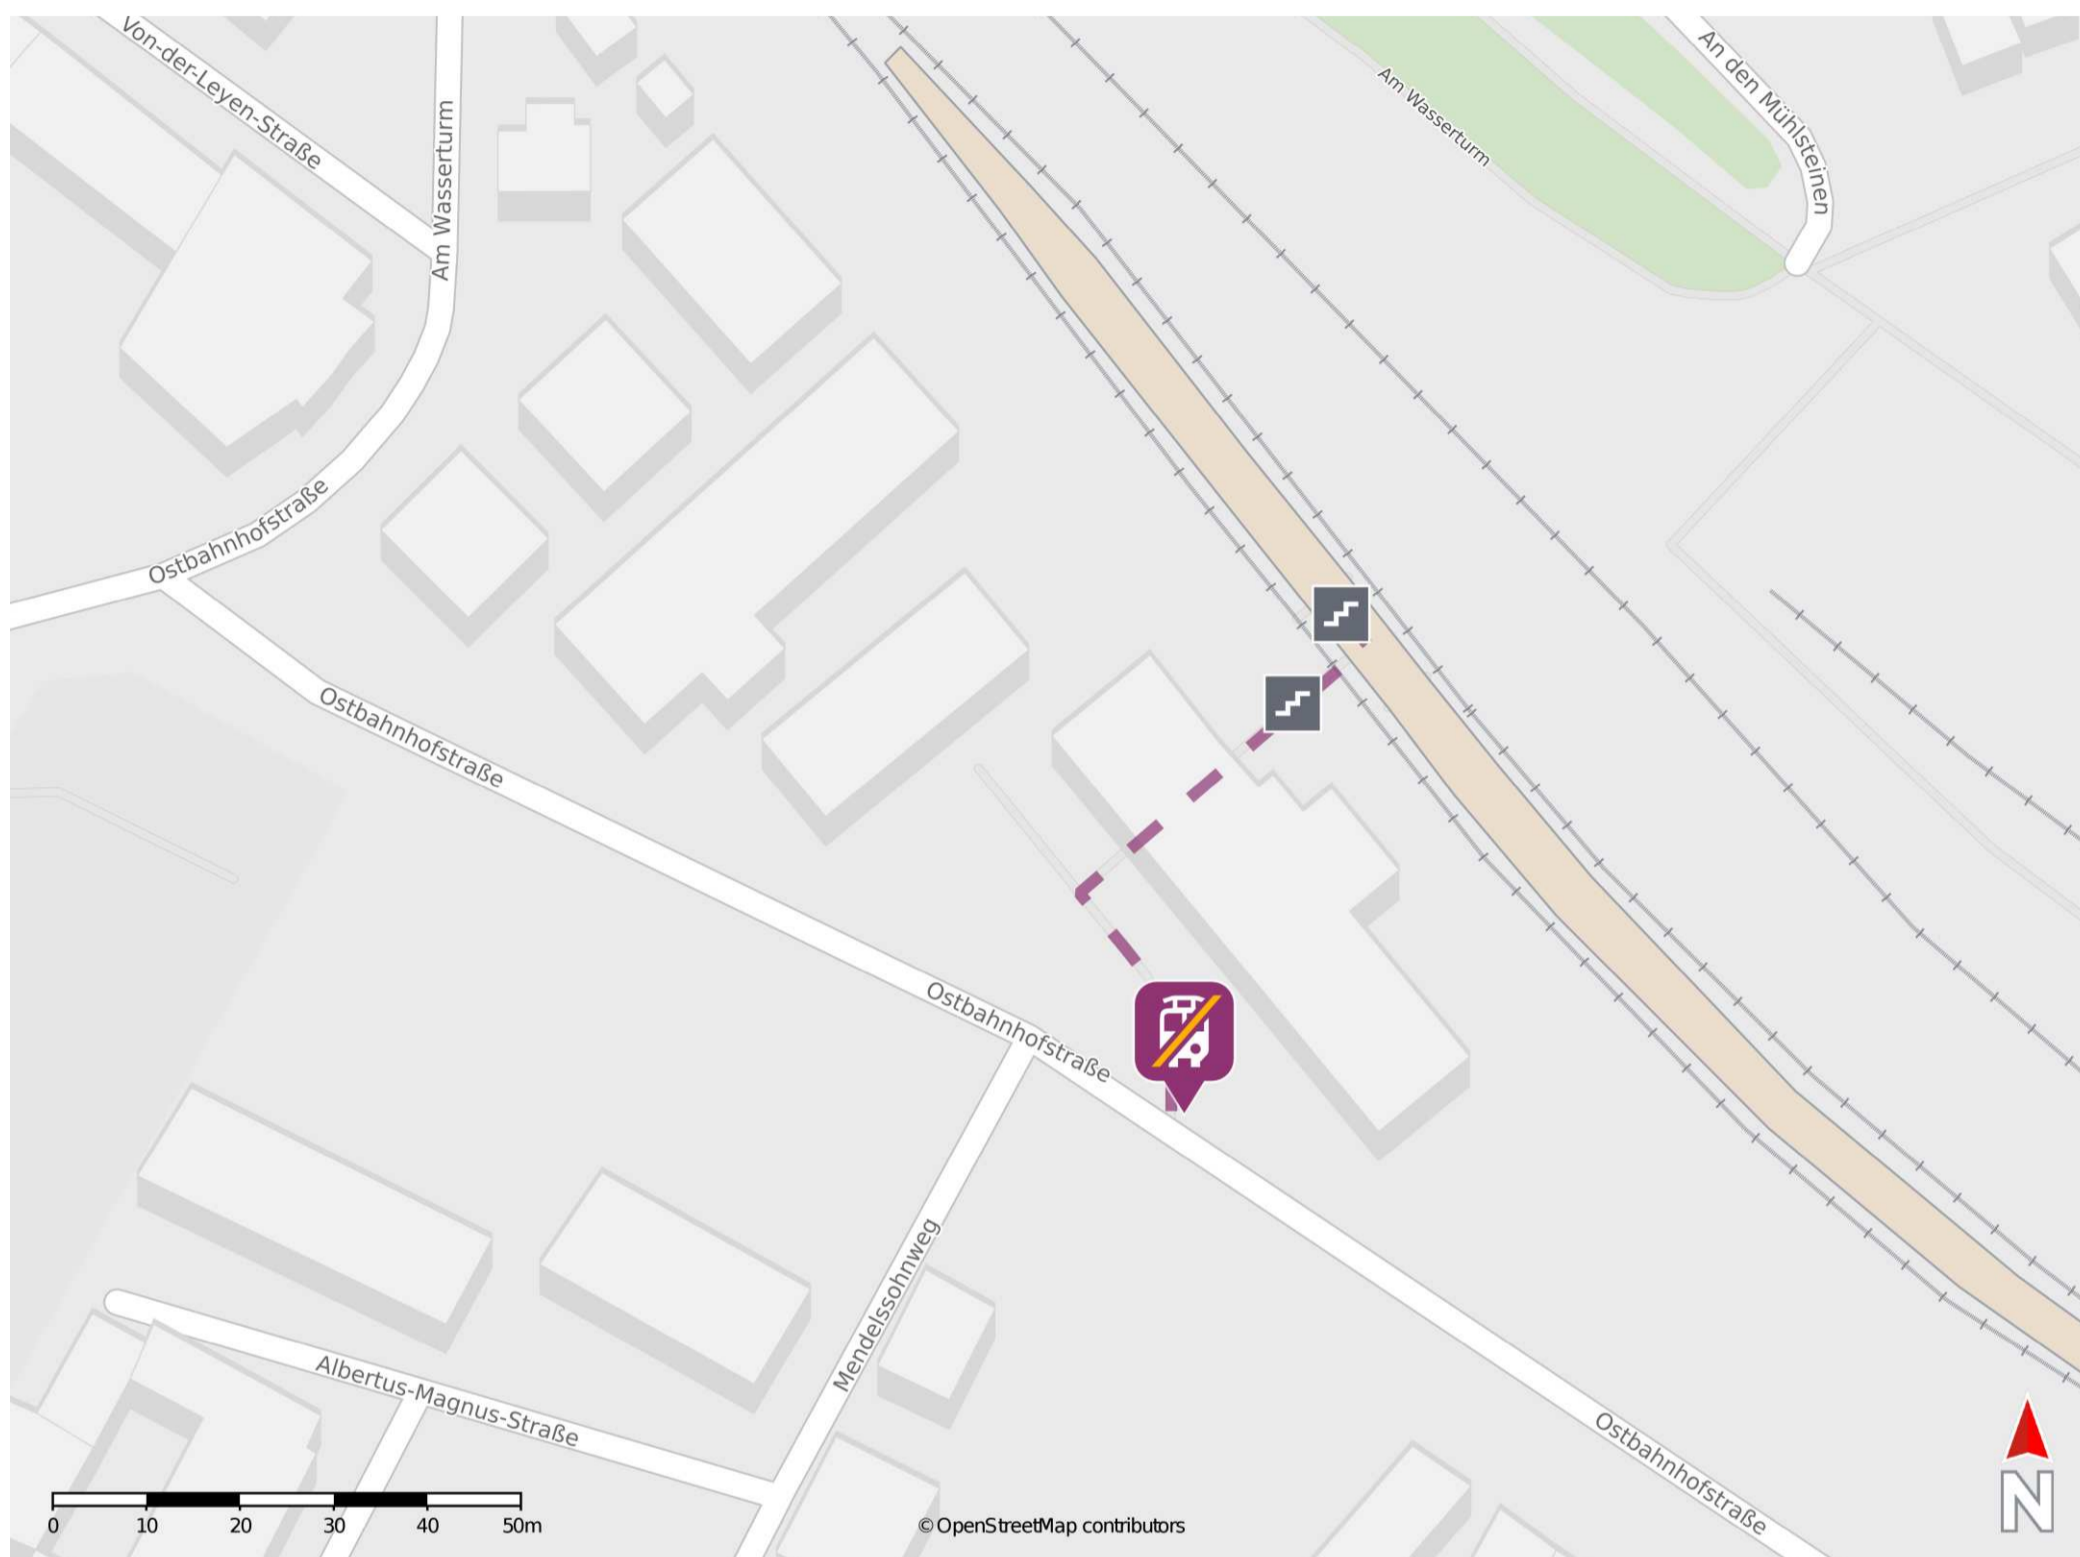 Von-der-Leyen-Straße
Am Wasserturm
Am Wasserturm
An den Mühlsteinen
Ostbahnhofstraße
Ostbahnhofstraße
Ostbahnhofstraße
Mendelssohnweg
Albertus-Magnus-Straße
Ostbahnhofstraße
N
0 10 20 30 40 50m
© OpenStreetMap contributors